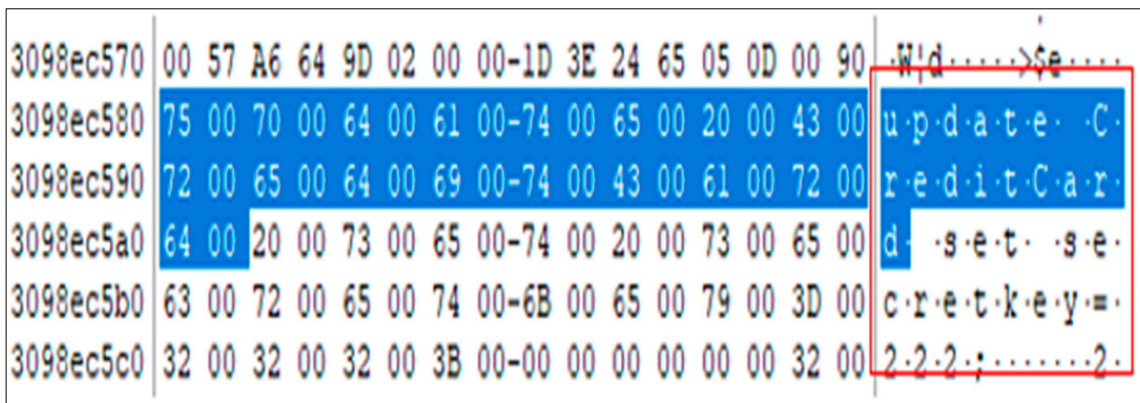 3098ec570 00 57 A6 64 9D 02 00 00-1D 3E 24 65 05 0D 00 90 ·W¦d·····>$e····
3098ec580 75 00 70 00 64 00 61 00-74 00 65 00 20 00 43 00 u·p·d·a·t·e· ·C·
3098ec590 72 00 65 00 64 00 69 00-74 00 43 00 61 00 72 00 r·e·d·i·t·C·a·r·
3098ec5a0 64 00 20 00 73 00 65 00-74 00 20 00 73 00 65 00 d· ·s·e·t· ·s·e·
3098ec5b0 63 00 72 00 65 00 74 00-6B 00 65 00 79 00 3D 00 c·r·e·t·k·e·y·=·
3098ec5c0 32 00 32 00 32 00 3B 00-00 00 00 00 00 00 32 00 2·2·2·;·······2·